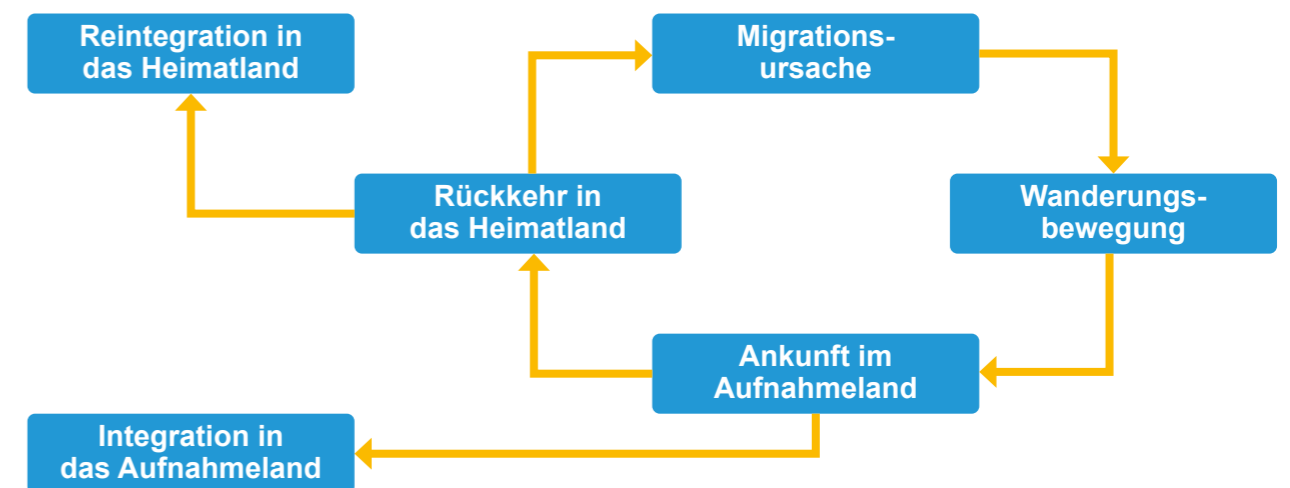 Reintegration in
das Heimatland
Migrations-
ursache
Rückkehr in
das Heimatland
Wanderungs-
bewegung
Ankunft im
Aufnahmeland
Integration in
das Aufnahmeland